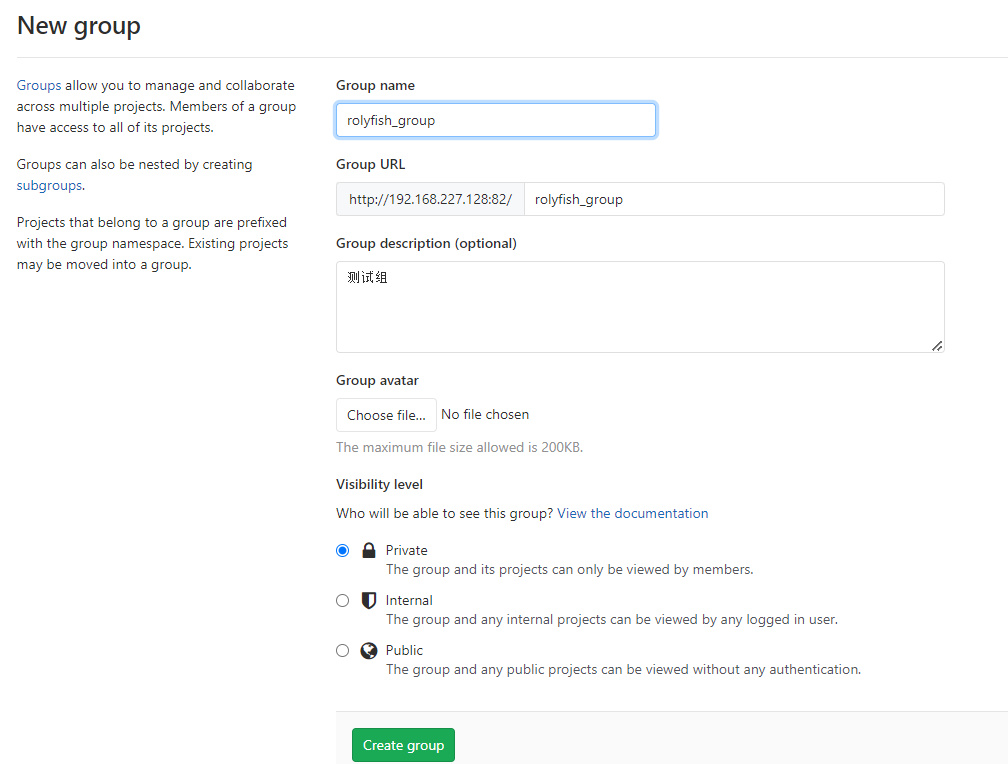 New group
Groups allow you to manage and collaborate
across multiple projects. Members of a group
have access to all of its projects.
Groups can also be nested by creating
subgroups.
Projects that belong to a group are prefixed
with the group namespace. Existing projects
may be moved into a group.
Group name
rolyfish_group
Group URL
http://192.168.227.128:82/ rolyfish_group
Group description (optional)
测试组
Group avatar
Choose file... No file chosen
The maximum file size allowed is 200KB.
Visibility level
Who will be able to see this group? View the documentation
Private
The group and its projects can only be viewed by members.
Internal
The group and any internal projects can be viewed by any logged in user.
Public
The group and any public projects can be viewed without any authentication.
Create group